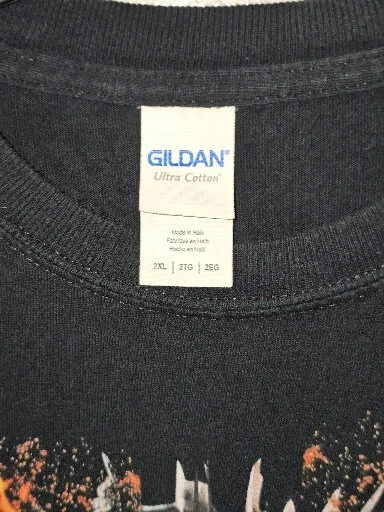 GILDAN®
Ultra Cotton®
Made in Haiti
Fabriqué en Haïti
Hecho en Haití
2XL | 2TG | 2EG